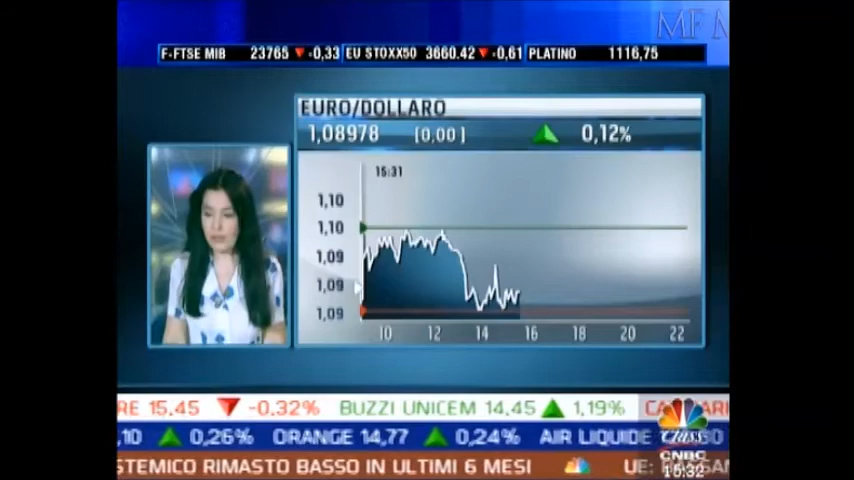 MF M
F-FTSE MIB 23765 -0,33 EU STOXX50 3660.42 -0,61 PLATINO 1116,75
EURO/DOLLARO
1,08978 [0,00] 0,12%
15:31
1,10
1,10
1,09
1,09
1,09
10 12 14 16 18 20 22
RE 15.45 -0.32% BUZZI UNICEM 14,45 1,19%
,10 0,26% ORANGE 14,77 0,24% AIR LIQUIDE
STEMICO RIMASTO BASSO IN ULTIMI 6 MESI UE:
Class
CNBC
15:32